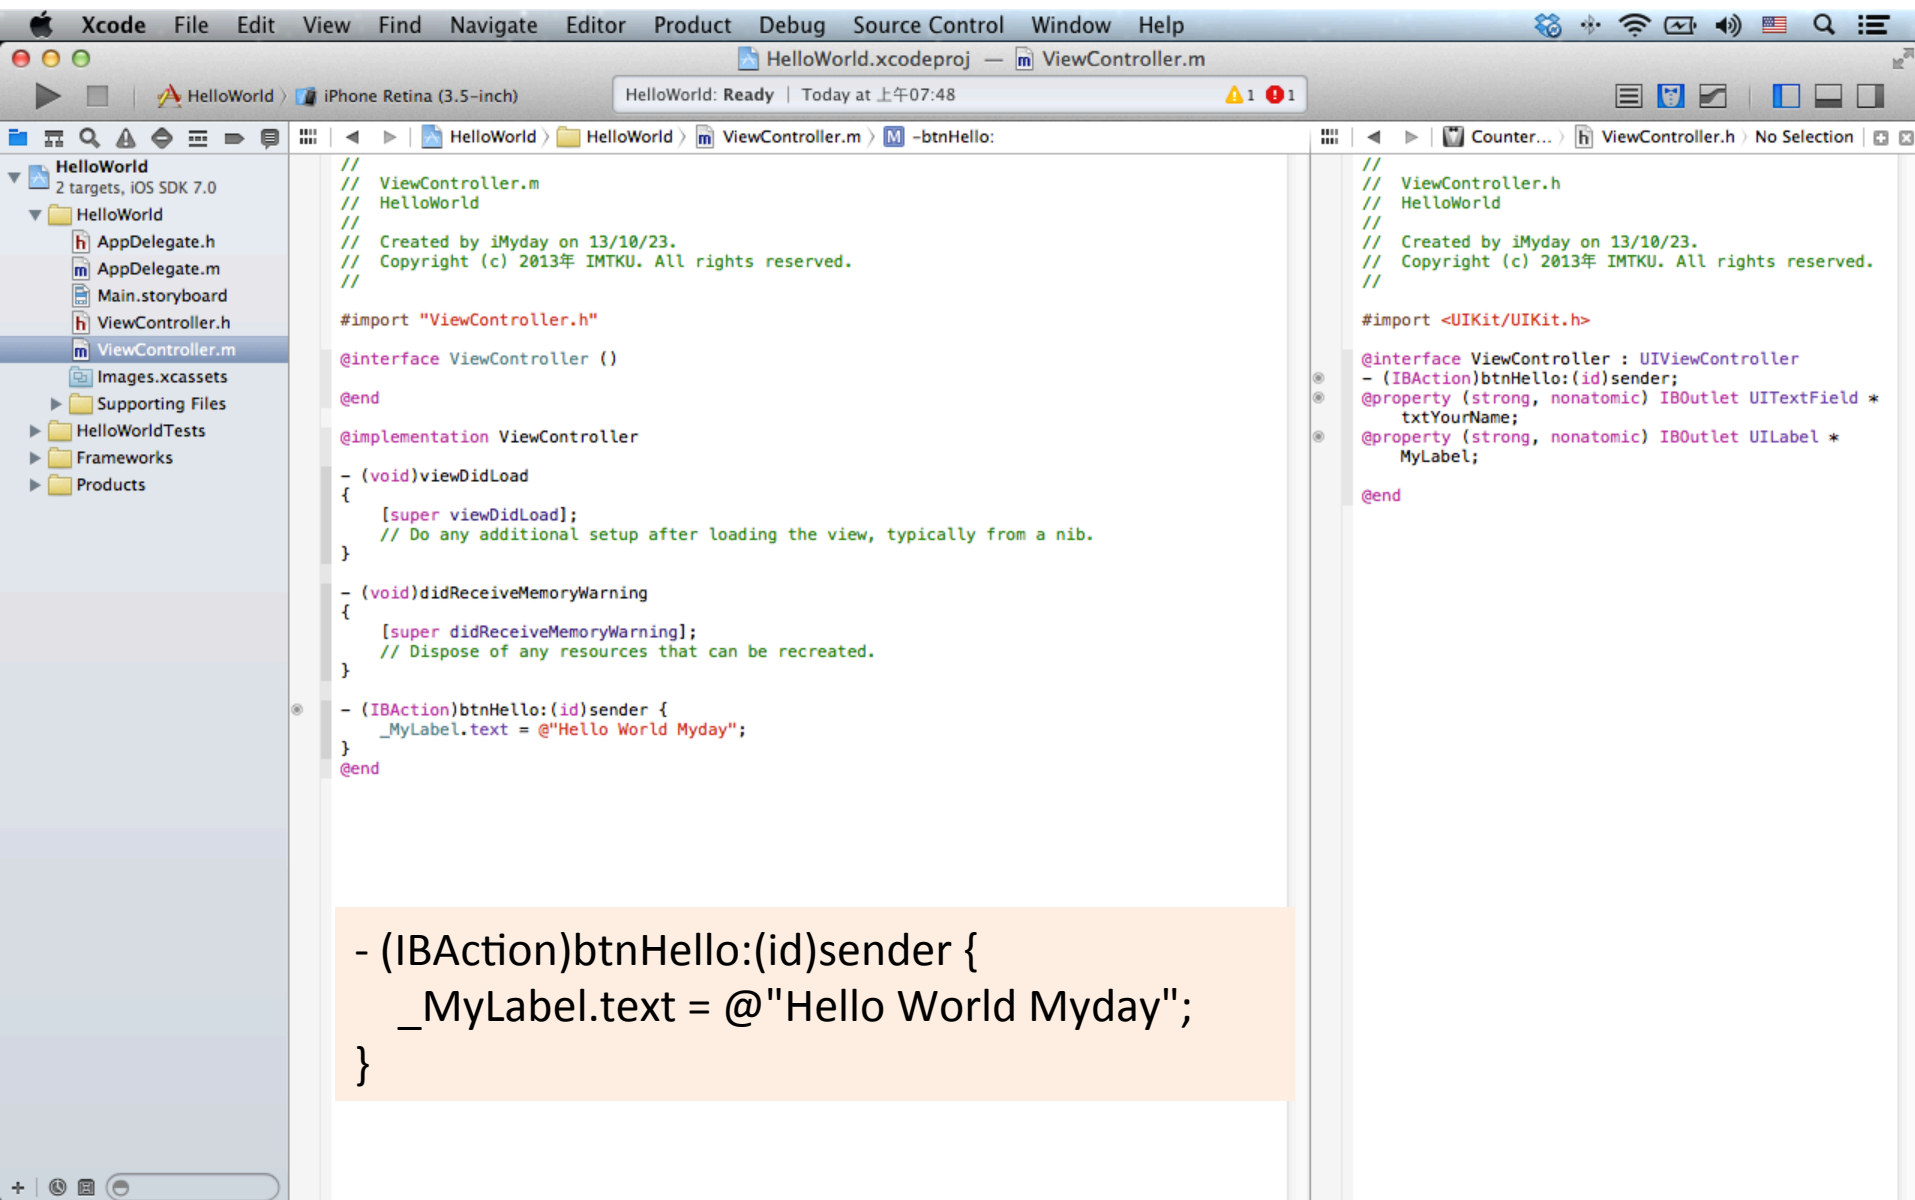 Xcode File Edit View Find Navigate Editor Product Debug Source Control Window Help
HelloWorld.xcodeproj — ViewController.m
HelloWorld 〉 iPhone Retina (3.5-inch)
HelloWorld: Ready | Today at 上午07:48 1 1
HelloWorld 〉 HelloWorld 〉 ViewController.m 〉 M -btnHello:
Counter... 〉 ViewController.h 〉 No Selection
HelloWorld
2 targets, iOS SDK 7.0
HelloWorld
h AppDelegate.h
m AppDelegate.m
Main.storyboard
h ViewController.h
m ViewController.m
Images.xcassets
Supporting Files
HelloWorldTests
Frameworks
Products
//
//  ViewController.m
//  HelloWorld
//
//  Created by iMyday on 13/10/23.
//  Copyright (c) 2013年 IMTKU. All rights reserved.
//
#import "ViewController.h"
@interface ViewController ()
@end
@implementation ViewController
- (void)viewDidLoad
{
    [super viewDidLoad];
    // Do any additional setup after loading the view, typically from a nib.
}
- (void)didReceiveMemoryWarning
{
    [super didReceiveMemoryWarning];
    // Dispose of any resources that can be recreated.
}
- (IBAction)btnHello:(id)sender {
    _MyLabel.text = @"Hello World Myday";
}
@end
//
//  ViewController.h
//  HelloWorld
//
//  Created by iMyday on 13/10/23.
//  Copyright (c) 2013年 IMTKU. All rights reserved.
//
#import <UIKit/UIKit.h>
@interface ViewController : UIViewController
- (IBAction)btnHello:(id)sender;
@property (strong, nonatomic) IBOutlet UITextField *
    txtYourName;
@property (strong, nonatomic) IBOutlet UILabel *
    MyLabel;
@end
- (IBAction)btnHello:(id)sender {
    _MyLabel.text = @"Hello World Myday";
}